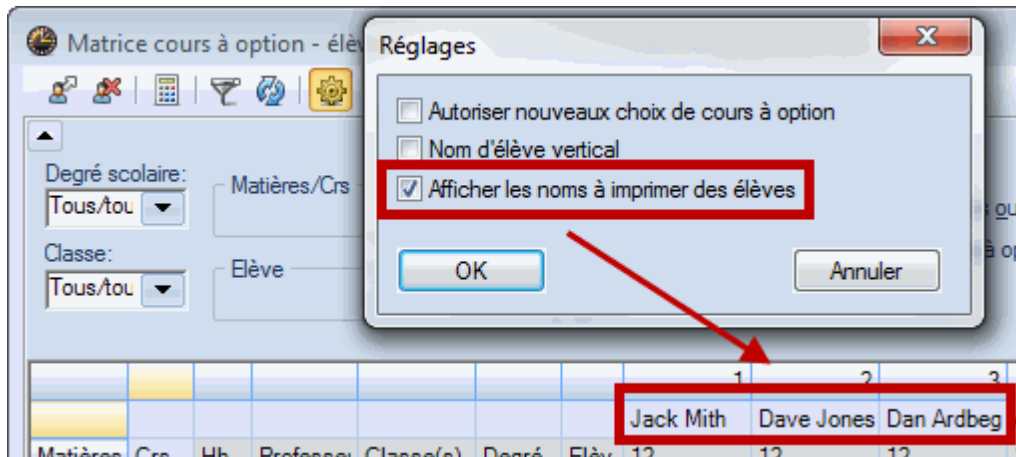 Matrice cours à option - élè
Réglages
Autoriser nouveaux choix de cours à option
Nom d'élève vertical
Afficher les noms à imprimer des élèves
OK
Annuler
Degré scolaire:
Tous/tou
Matières/Crs
Classe:
Tous/tou
Elève
1 2 3
Jack Mith Dave Jones Dan Ardbeg
Matières Crs Hh Professeu Classe(s) Degré Elèv 12 12 12